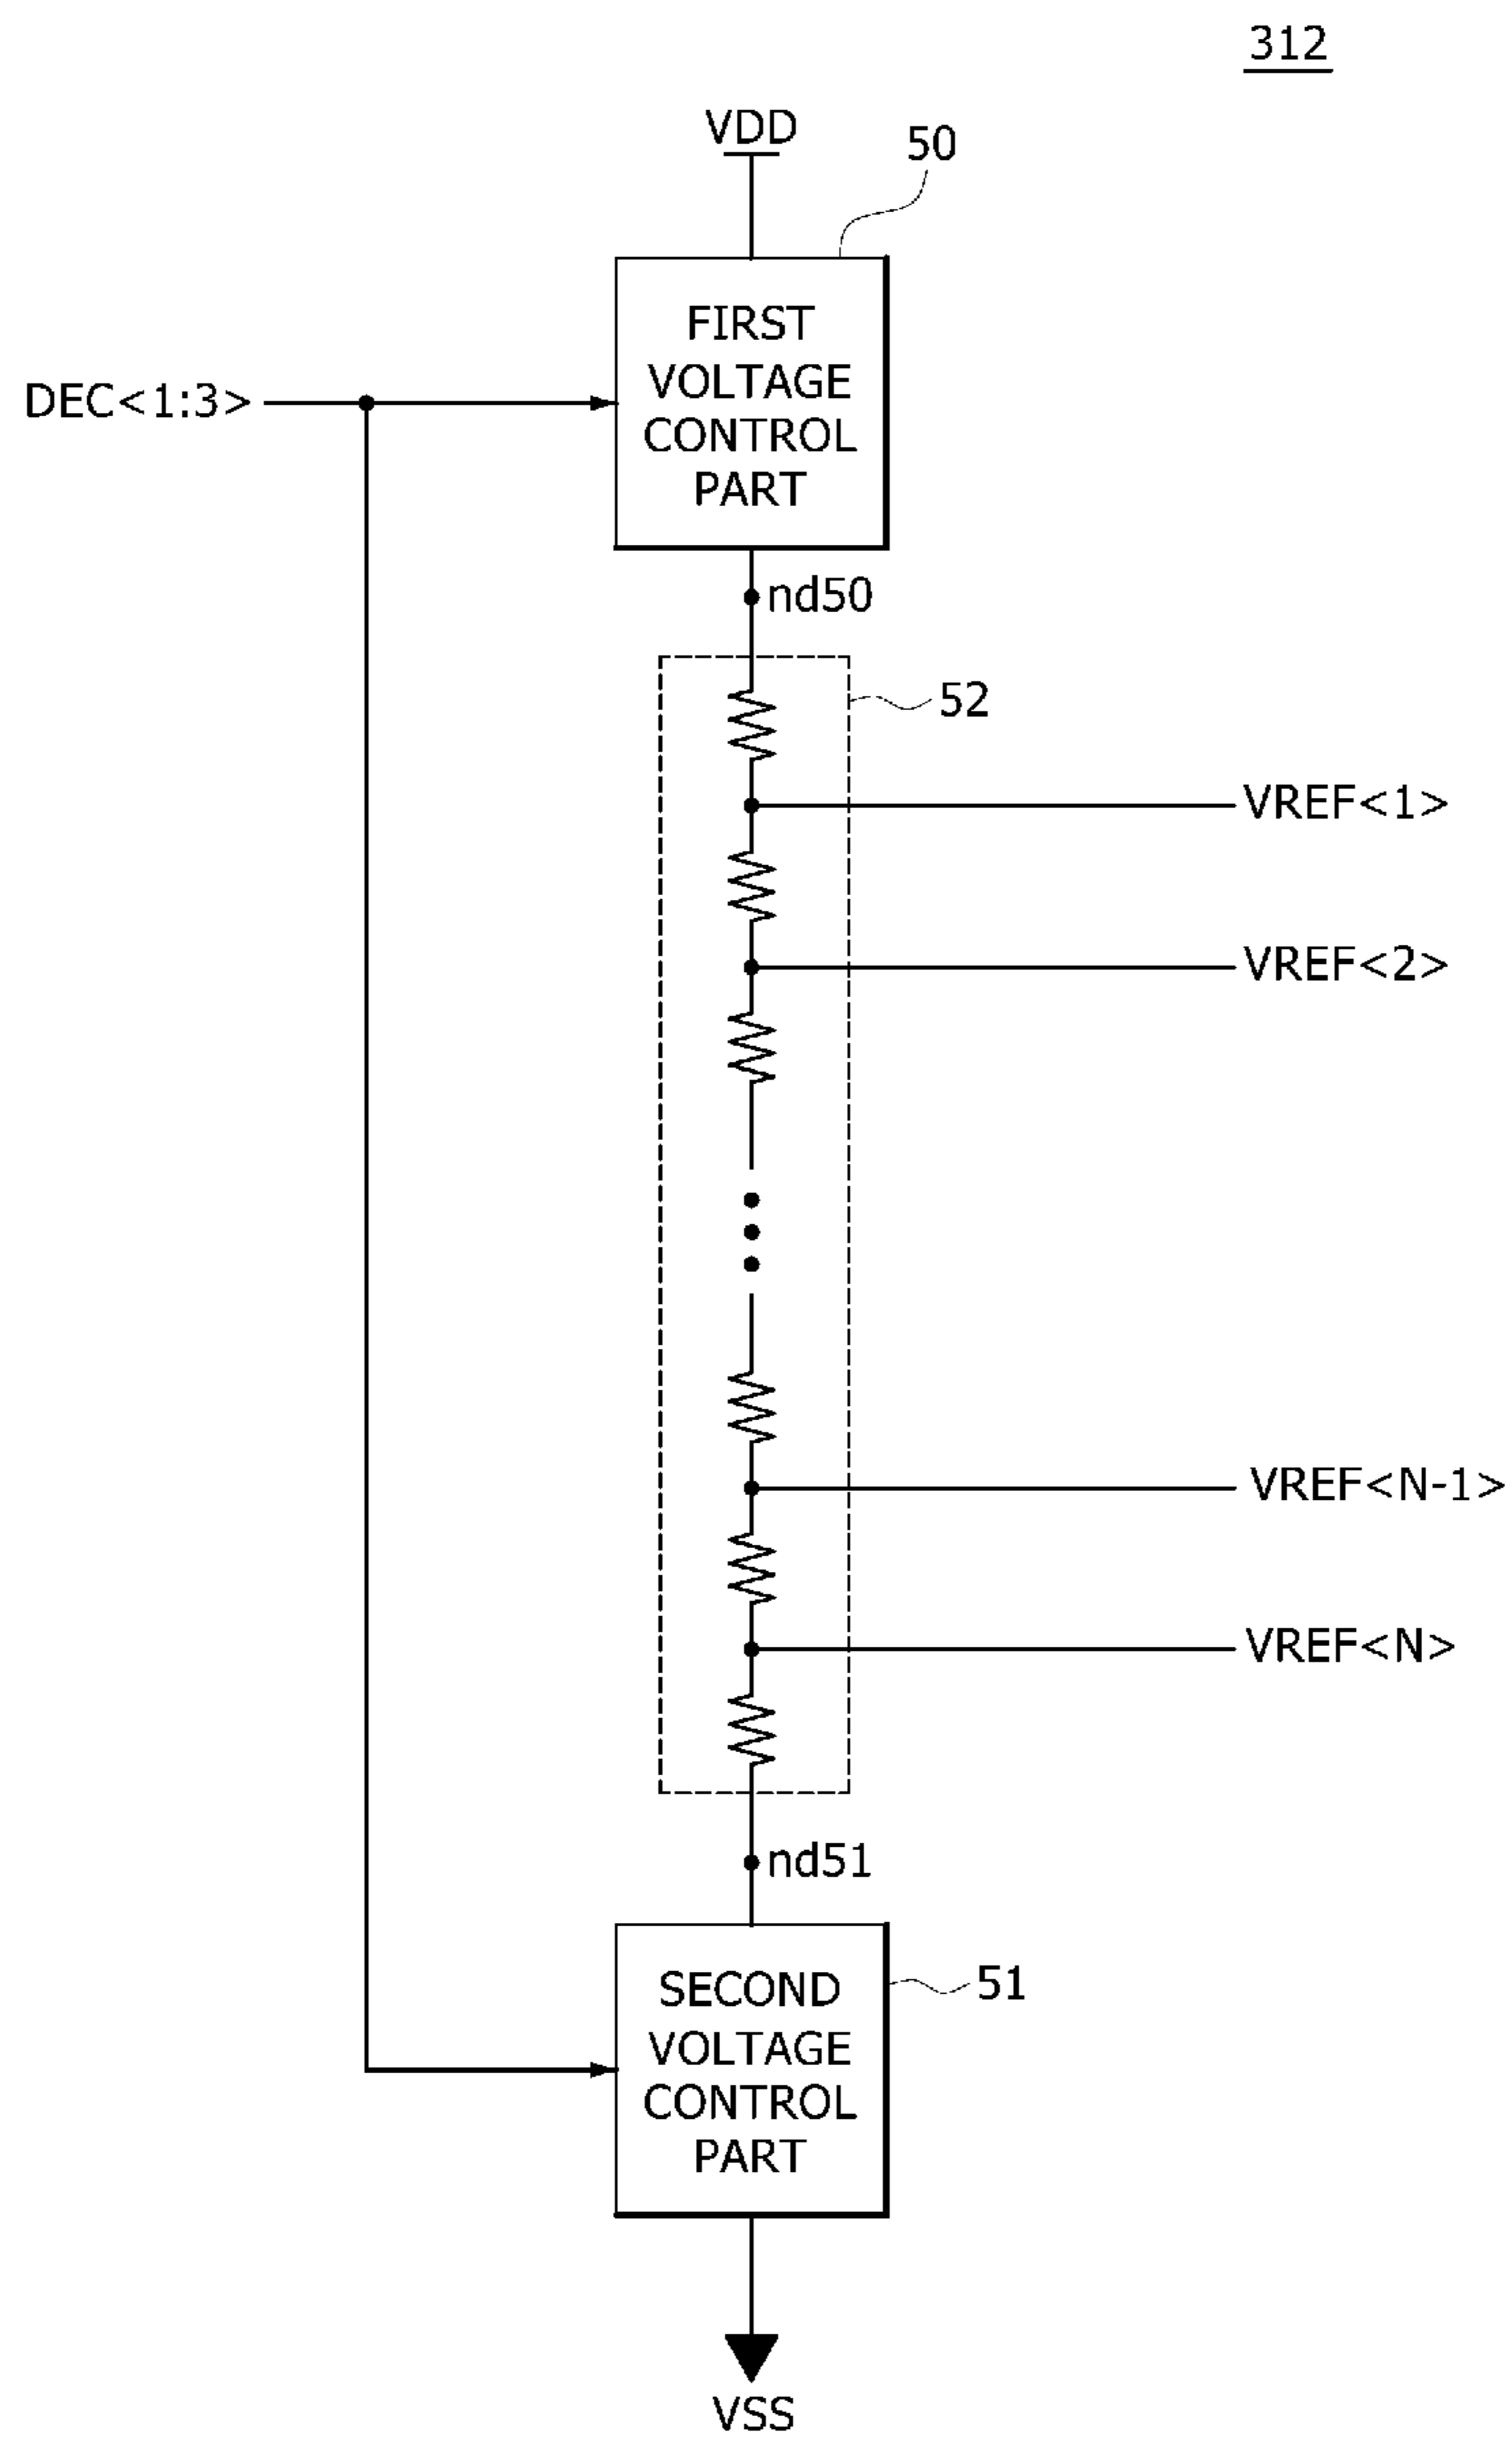 312
VDD
50
FIRST
VOLTAGE
CONTROL
PART
DEC<1:3>
nd50
52
VREF<1>
VREF<2>
VREF<N-1>
VREF<N>
nd51
SECOND
VOLTAGE
CONTROL
PART
51
VSS